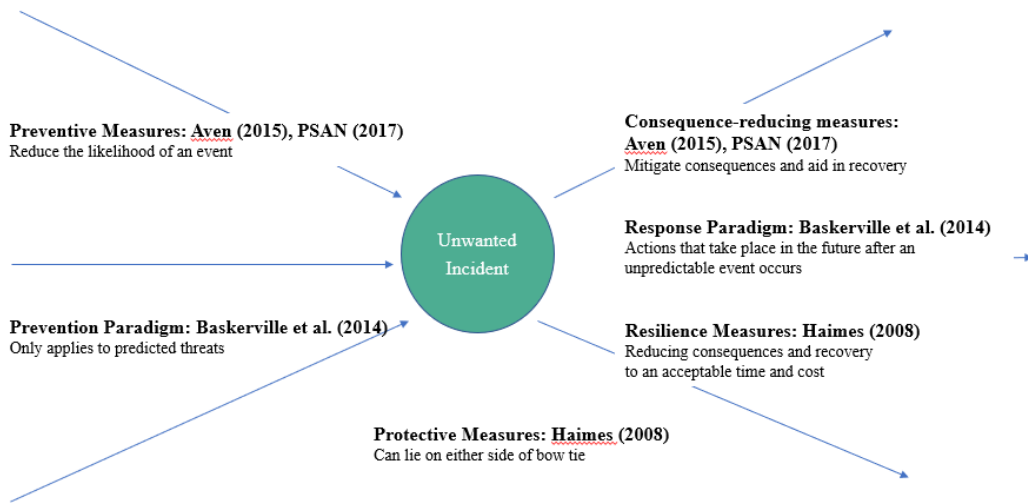 Preventive Measures: Aven (2015), PSAN (2017)
Reduce the likelihood of an event
Prevention Paradigm: Baskerville et al. (2014)
Only applies to predicted threats
Unwanted
Incident
Protective Measures: Haimes (2008)
Can lie on either side of bow tie
Consequence-reducing measures:
Aven (2015), PSAN (2017)
Mitigate consequences and aid in recovery
Response Paradigm: Baskerville et al. (2014)
Actions that take place in the future after an
unpredictable event occurs
Resilience Measures: Haimes (2008)
Reducing consequences and recovery
to an acceptable time and cost